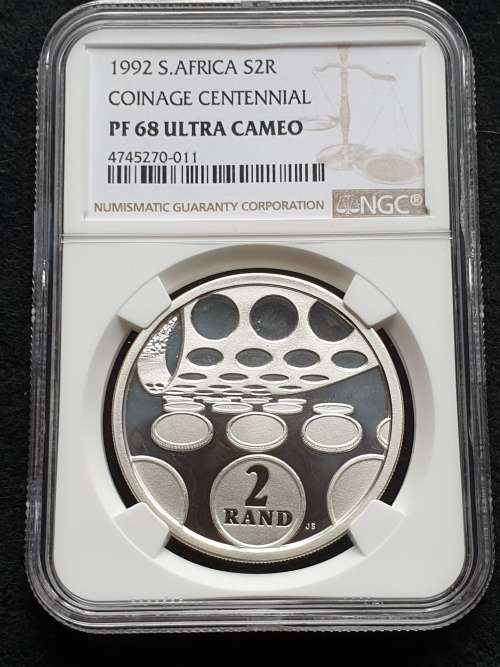 1992 S.AFRICA S2R
COINAGE CENTENNIAL
PF 68 ULTRA CAMEO
4745270-011
NUMISMATIC GUARANTY CORPORATION NGC®
2
RAND
JS